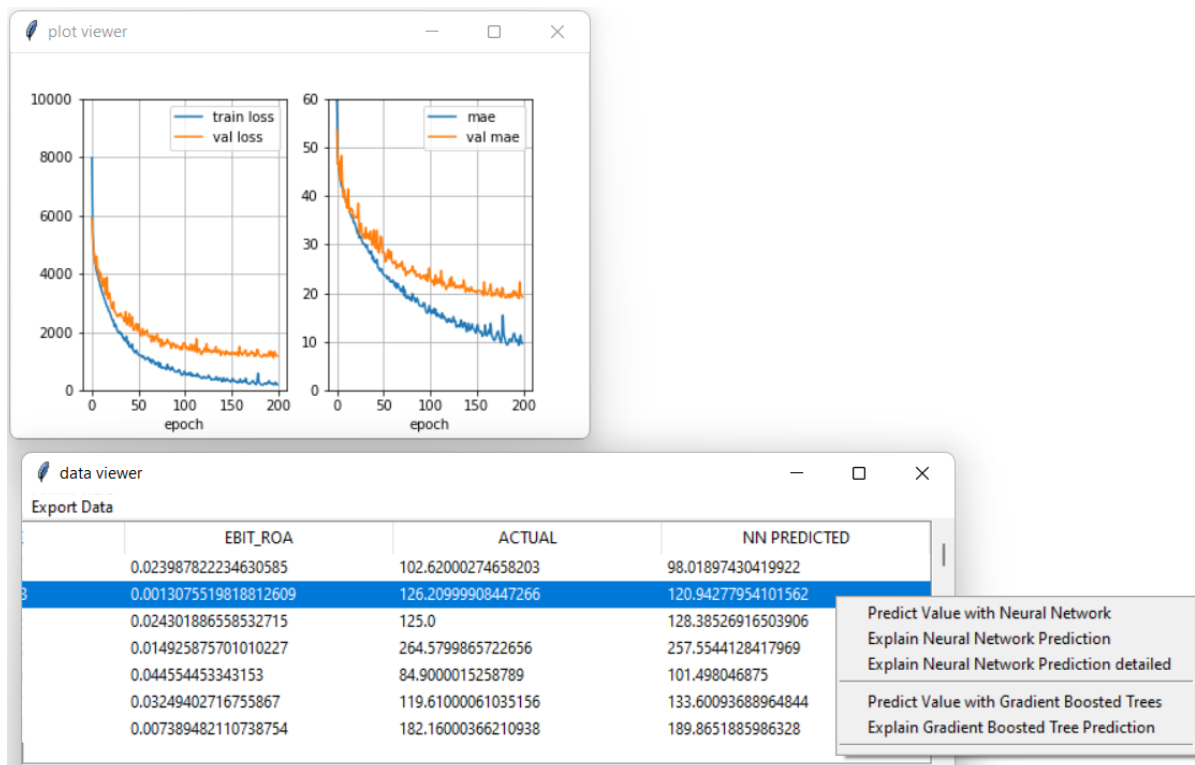 plot viewer
10000
8000
6000
4000
2000
0
train loss
val loss
0 50 100 150 200
epoch
60
50
40
30
20
10
0
mae
val mae
0 50 100 150 200
epoch
data viewer
Export Data
EBIT_ROA ACTUAL NN PREDICTED
0.023987822234630585 102.62000274658203 98.01897430419922
0.0013075519818812609 126.20999908447266 120.94277954101562
0.024301886558532715 125.0 128.38526916503906
0.014925875701010227 264.5799865722656 257.5544128417969
0.044554453343153 84.9000015258789 101.498046875
0.03249402716755867 119.61000061035156 133.60093688964844
0.007389482110738754 182.16000366210938 189.8651885986328
Predict Value with Neural Network
Explain Neural Network Prediction
Explain Neural Network Prediction detailed
Predict Value with Gradient Boosted Trees
Explain Gradient Boosted Tree Prediction